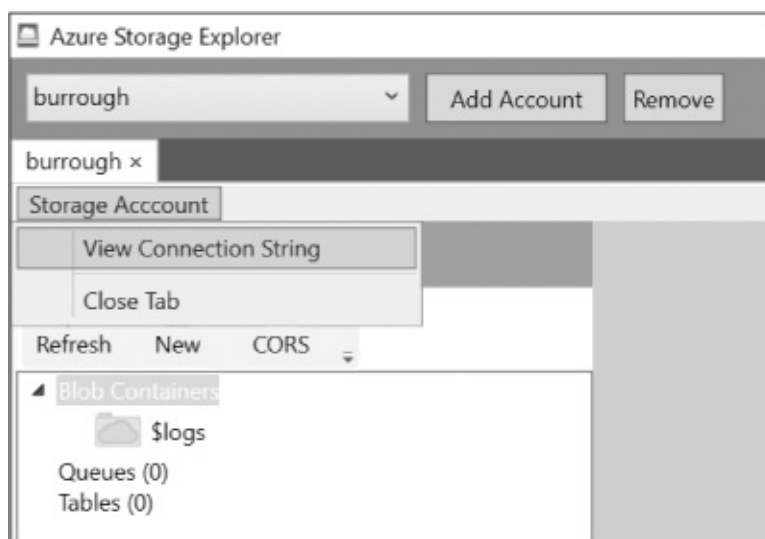 Azure Storage Explorer
burrough Add Account Remove
burrough ×
Storage Acccount
View Connection String
Close Tab
Refresh New CORS
Blob Containers
$logs
Queues (0)
Tables (0)